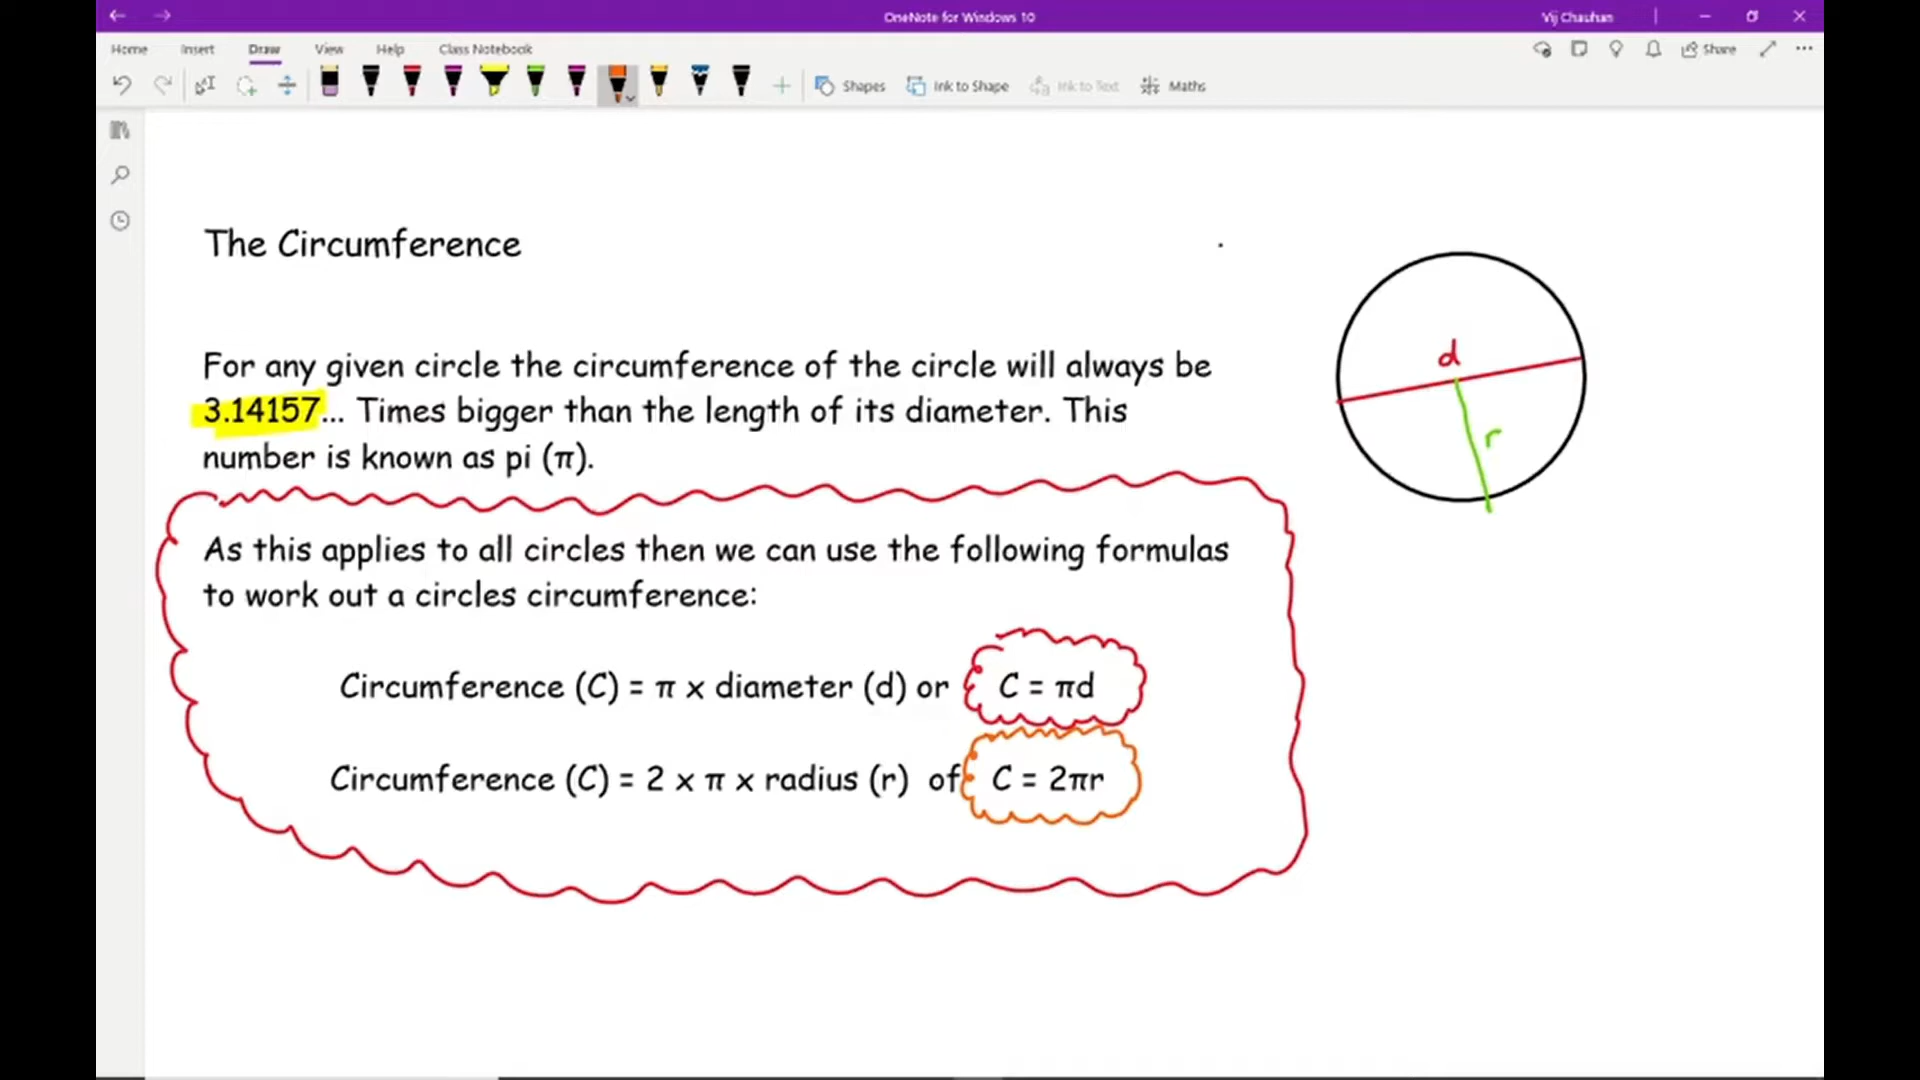 OneNote for Windows 10
Vij Chauhan
Home Insert Draw View Help Class Notebook
Share
Shapes Ink to Shape Ink to Text Maths
The Circumference
For any given circle the circumference of the circle will always be
3.14157... Times bigger than the length of its diameter. This
number is known as pi (π).
d
r
As this applies to all circles then we can use the following formulas
to work out a circles circumference:
Circumference (C) = π x diameter (d) or C = πd
Circumference (C) = 2 x π x radius (r) of C = 2πr